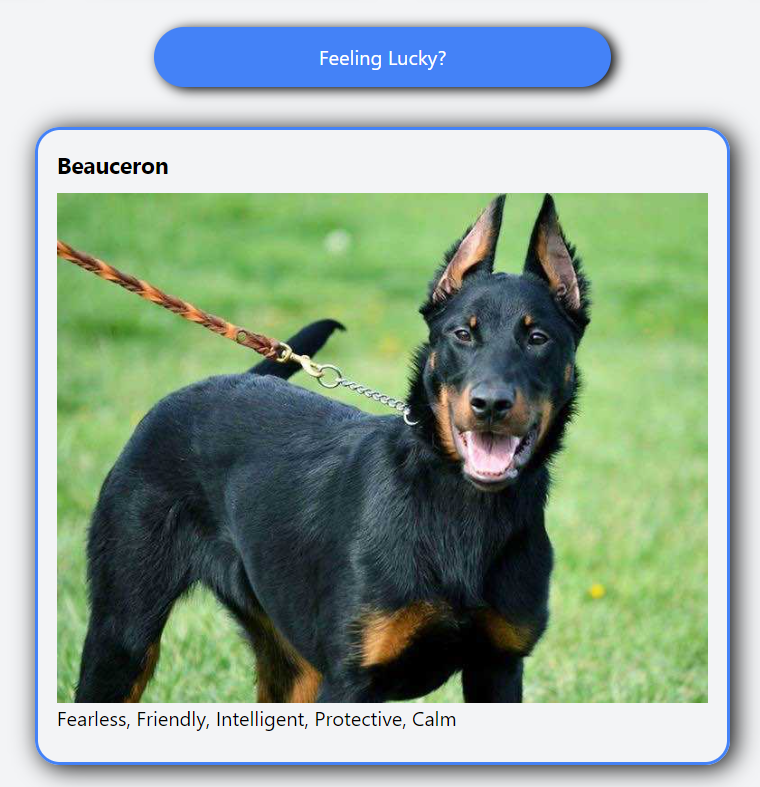 Feeling Lucky?
Beauceron
Fearless, Friendly, Intelligent, Protective, Calm